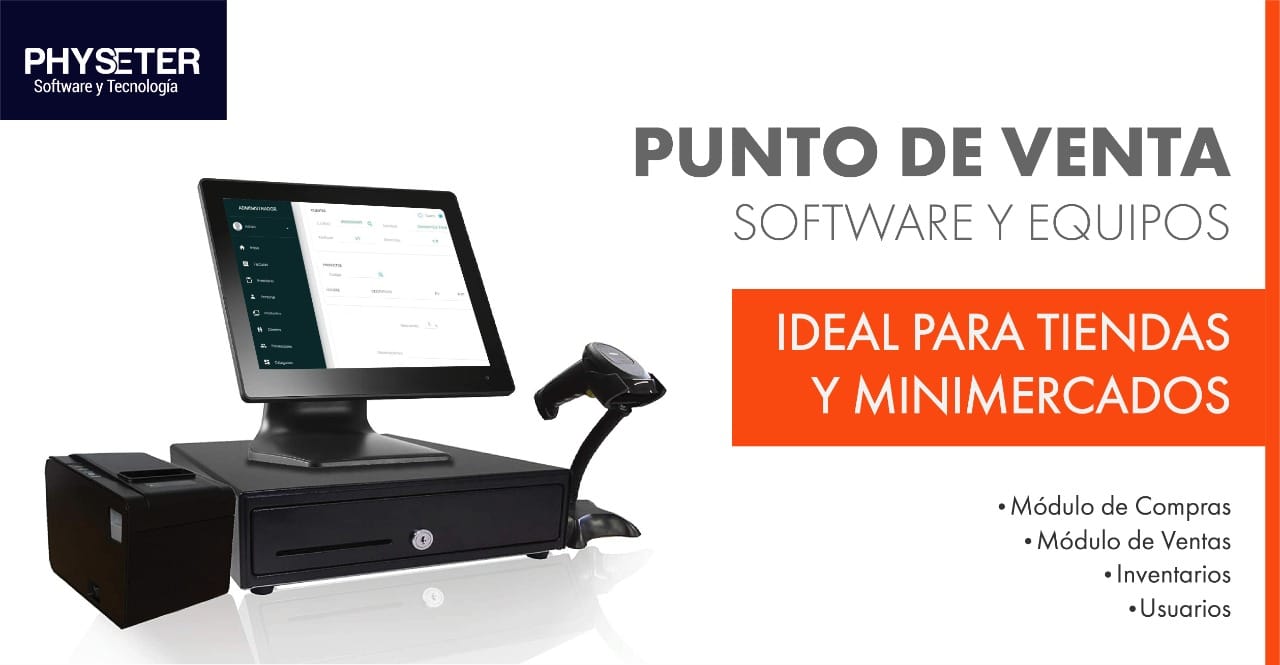 PHYSETER
Software y Tecnología
PUNTO DE VENTA
SOFTWARE Y EQUIPOS
IDEAL PARA TIENDAS
Y MINIMERCADOS
• Módulo de Compras
• Módulo de Ventas
• Inventarios
• Usuarios
ADMINISTRADOR